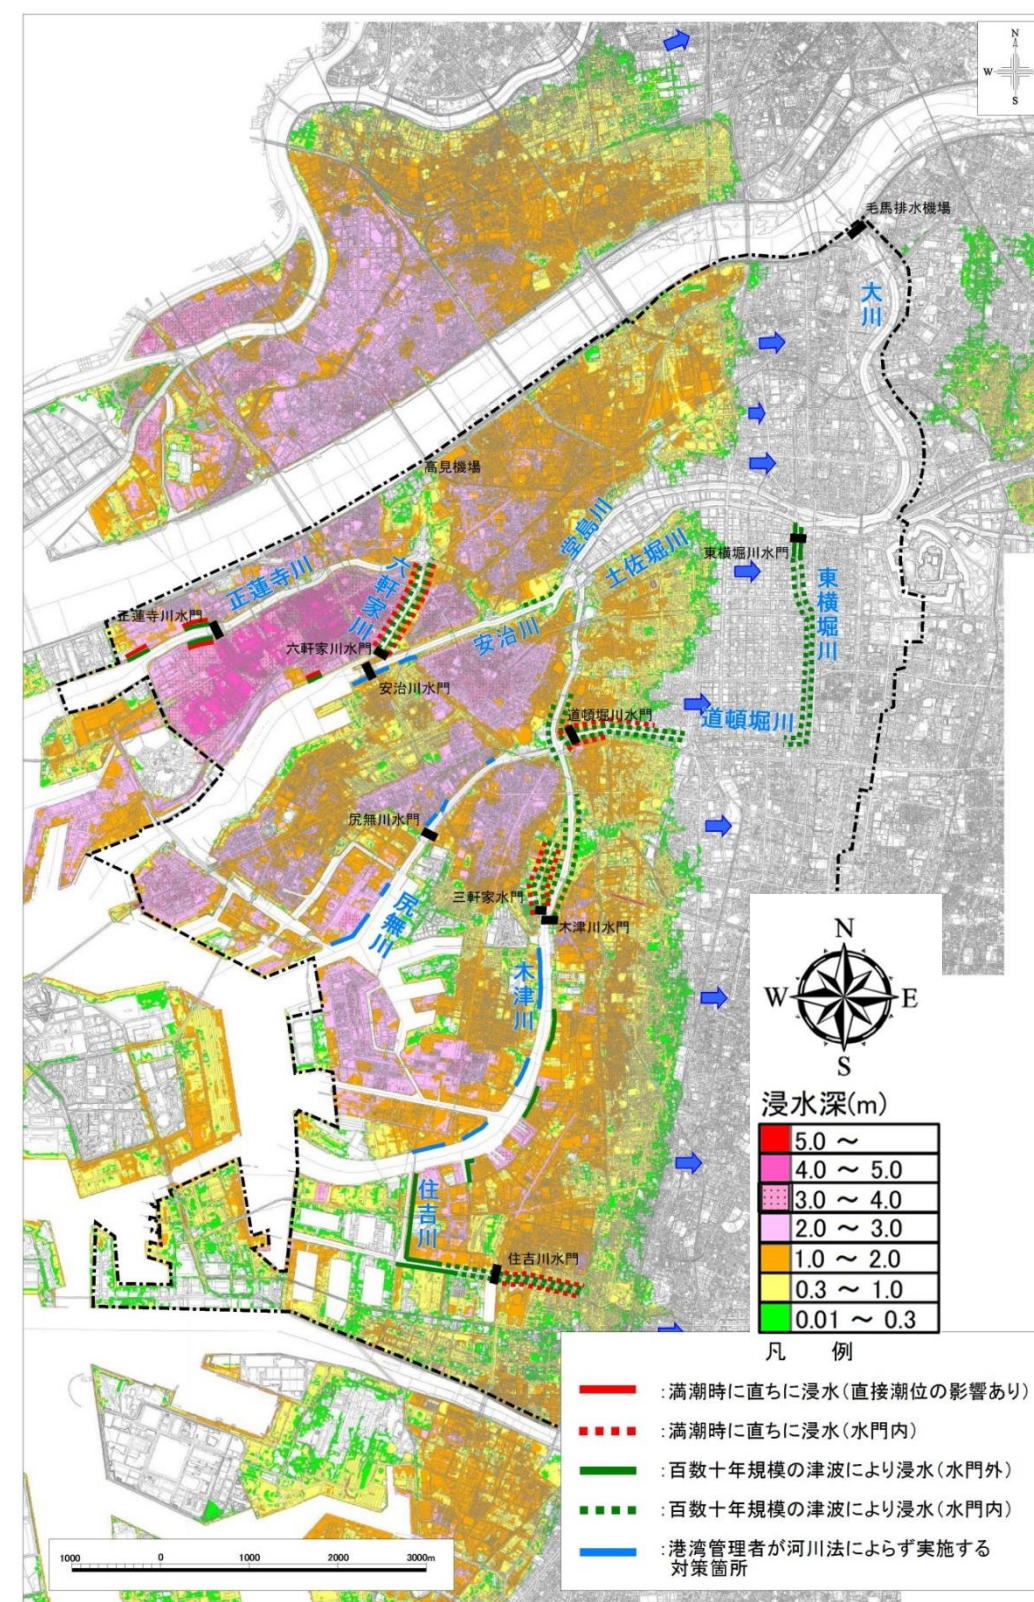 N
W
S
毛馬排水機場
大川
高見機場
堂島川
土佐堀川
東横堀川水門
東横堀川
正蓮寺川
六軒家川
正蓮寺川水門
六軒家川水門
安治川
安治川水門
道頓堀川水門
道頓堀川
尻無川水門
尻無川
三軒家水門
木津川水門
木津川
住吉川
住吉川水門
N
W
E
S
浸水深(m)
5.0 ～
4.0 ～ 5.0
3.0 ～ 4.0
2.0 ～ 3.0
1.0 ～ 2.0
0.3 ～ 1.0
0.01 ～ 0.3
凡 例
:満潮時に直ちに浸水(直接潮位の影響あり)
:満潮時に直ちに浸水(水門内)
:百数十年規模の津波により浸水(水門外)
:百数十年規模の津波により浸水(水門内)
:港湾管理者が河川法によらず実施する
対策箇所
1000 0 1000 2000 3000m